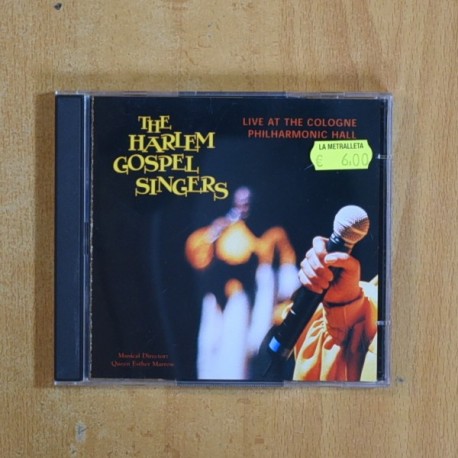 THE
HARLEM
GOSPEL
SINGERS
LIVE AT THE COLOGNE
PHILHARMONIC HALL
LA METRALLETA
€ 6,00
Musical Director:
Queen Esther Marrow